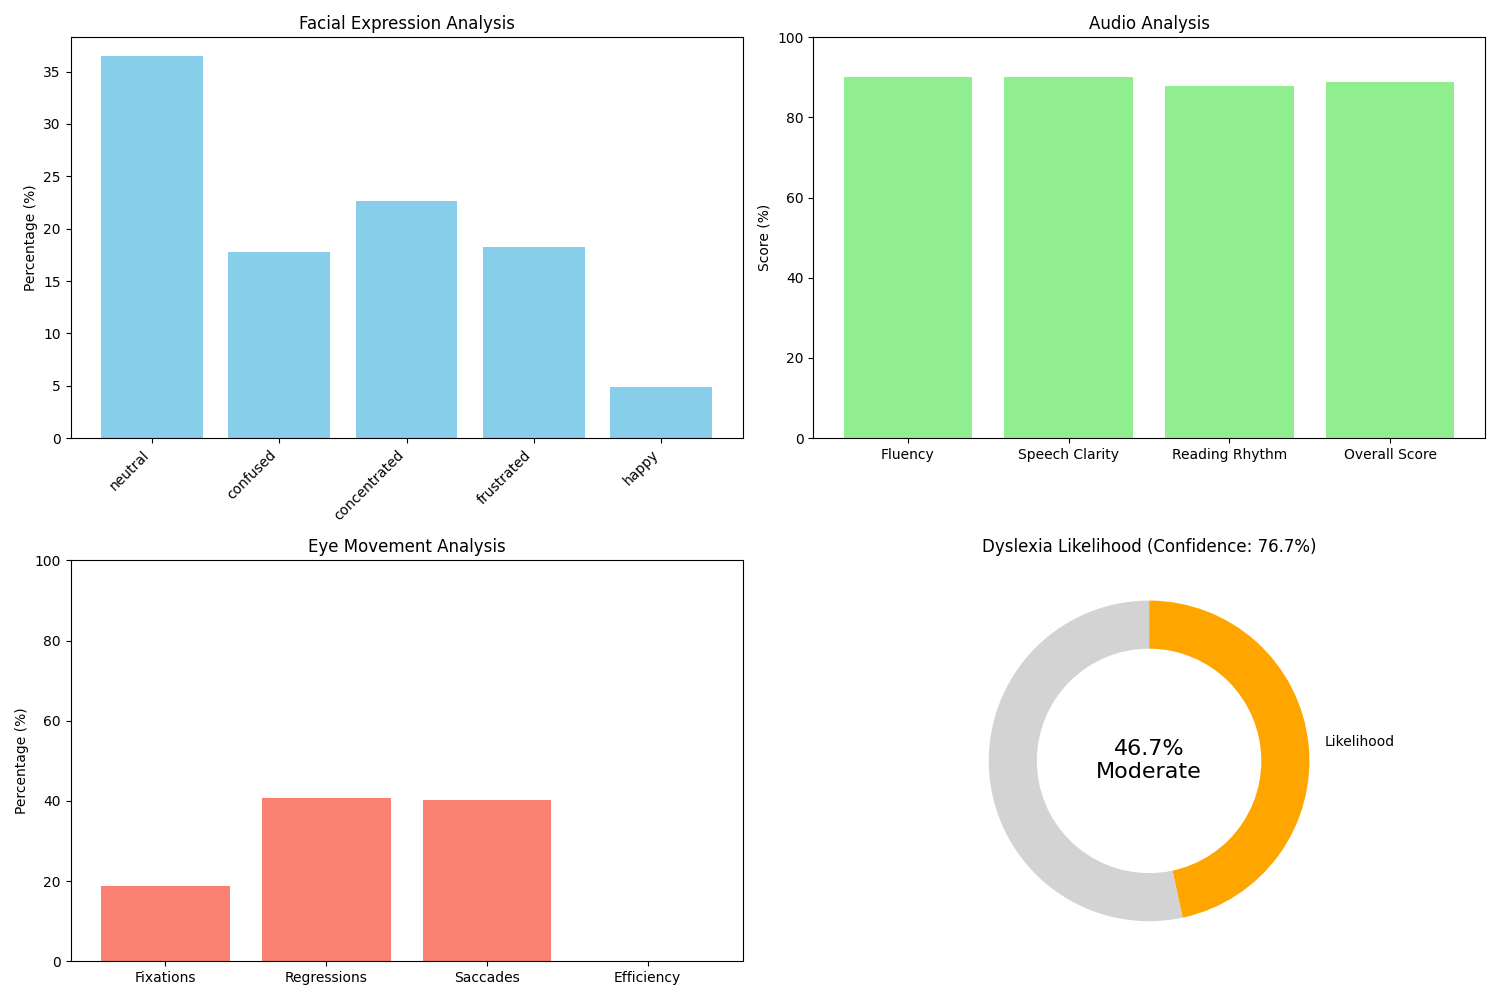 Facial Expression Analysis
Percentage (%)
35
30
25
20
15
10
5
0
neutral
confused
concentrated
frustrated
happy
Audio Analysis
Score (%)
100
80
60
40
20
0
Fluency
Speech Clarity
Reading Rhythm
Overall Score
Eye Movement Analysis
Percentage (%)
100
80
60
40
20
0
Fixations
Regressions
Saccades
Efficiency
Dyslexia Likelihood (Confidence: 76.7%)
46.7%
Moderate
Likelihood